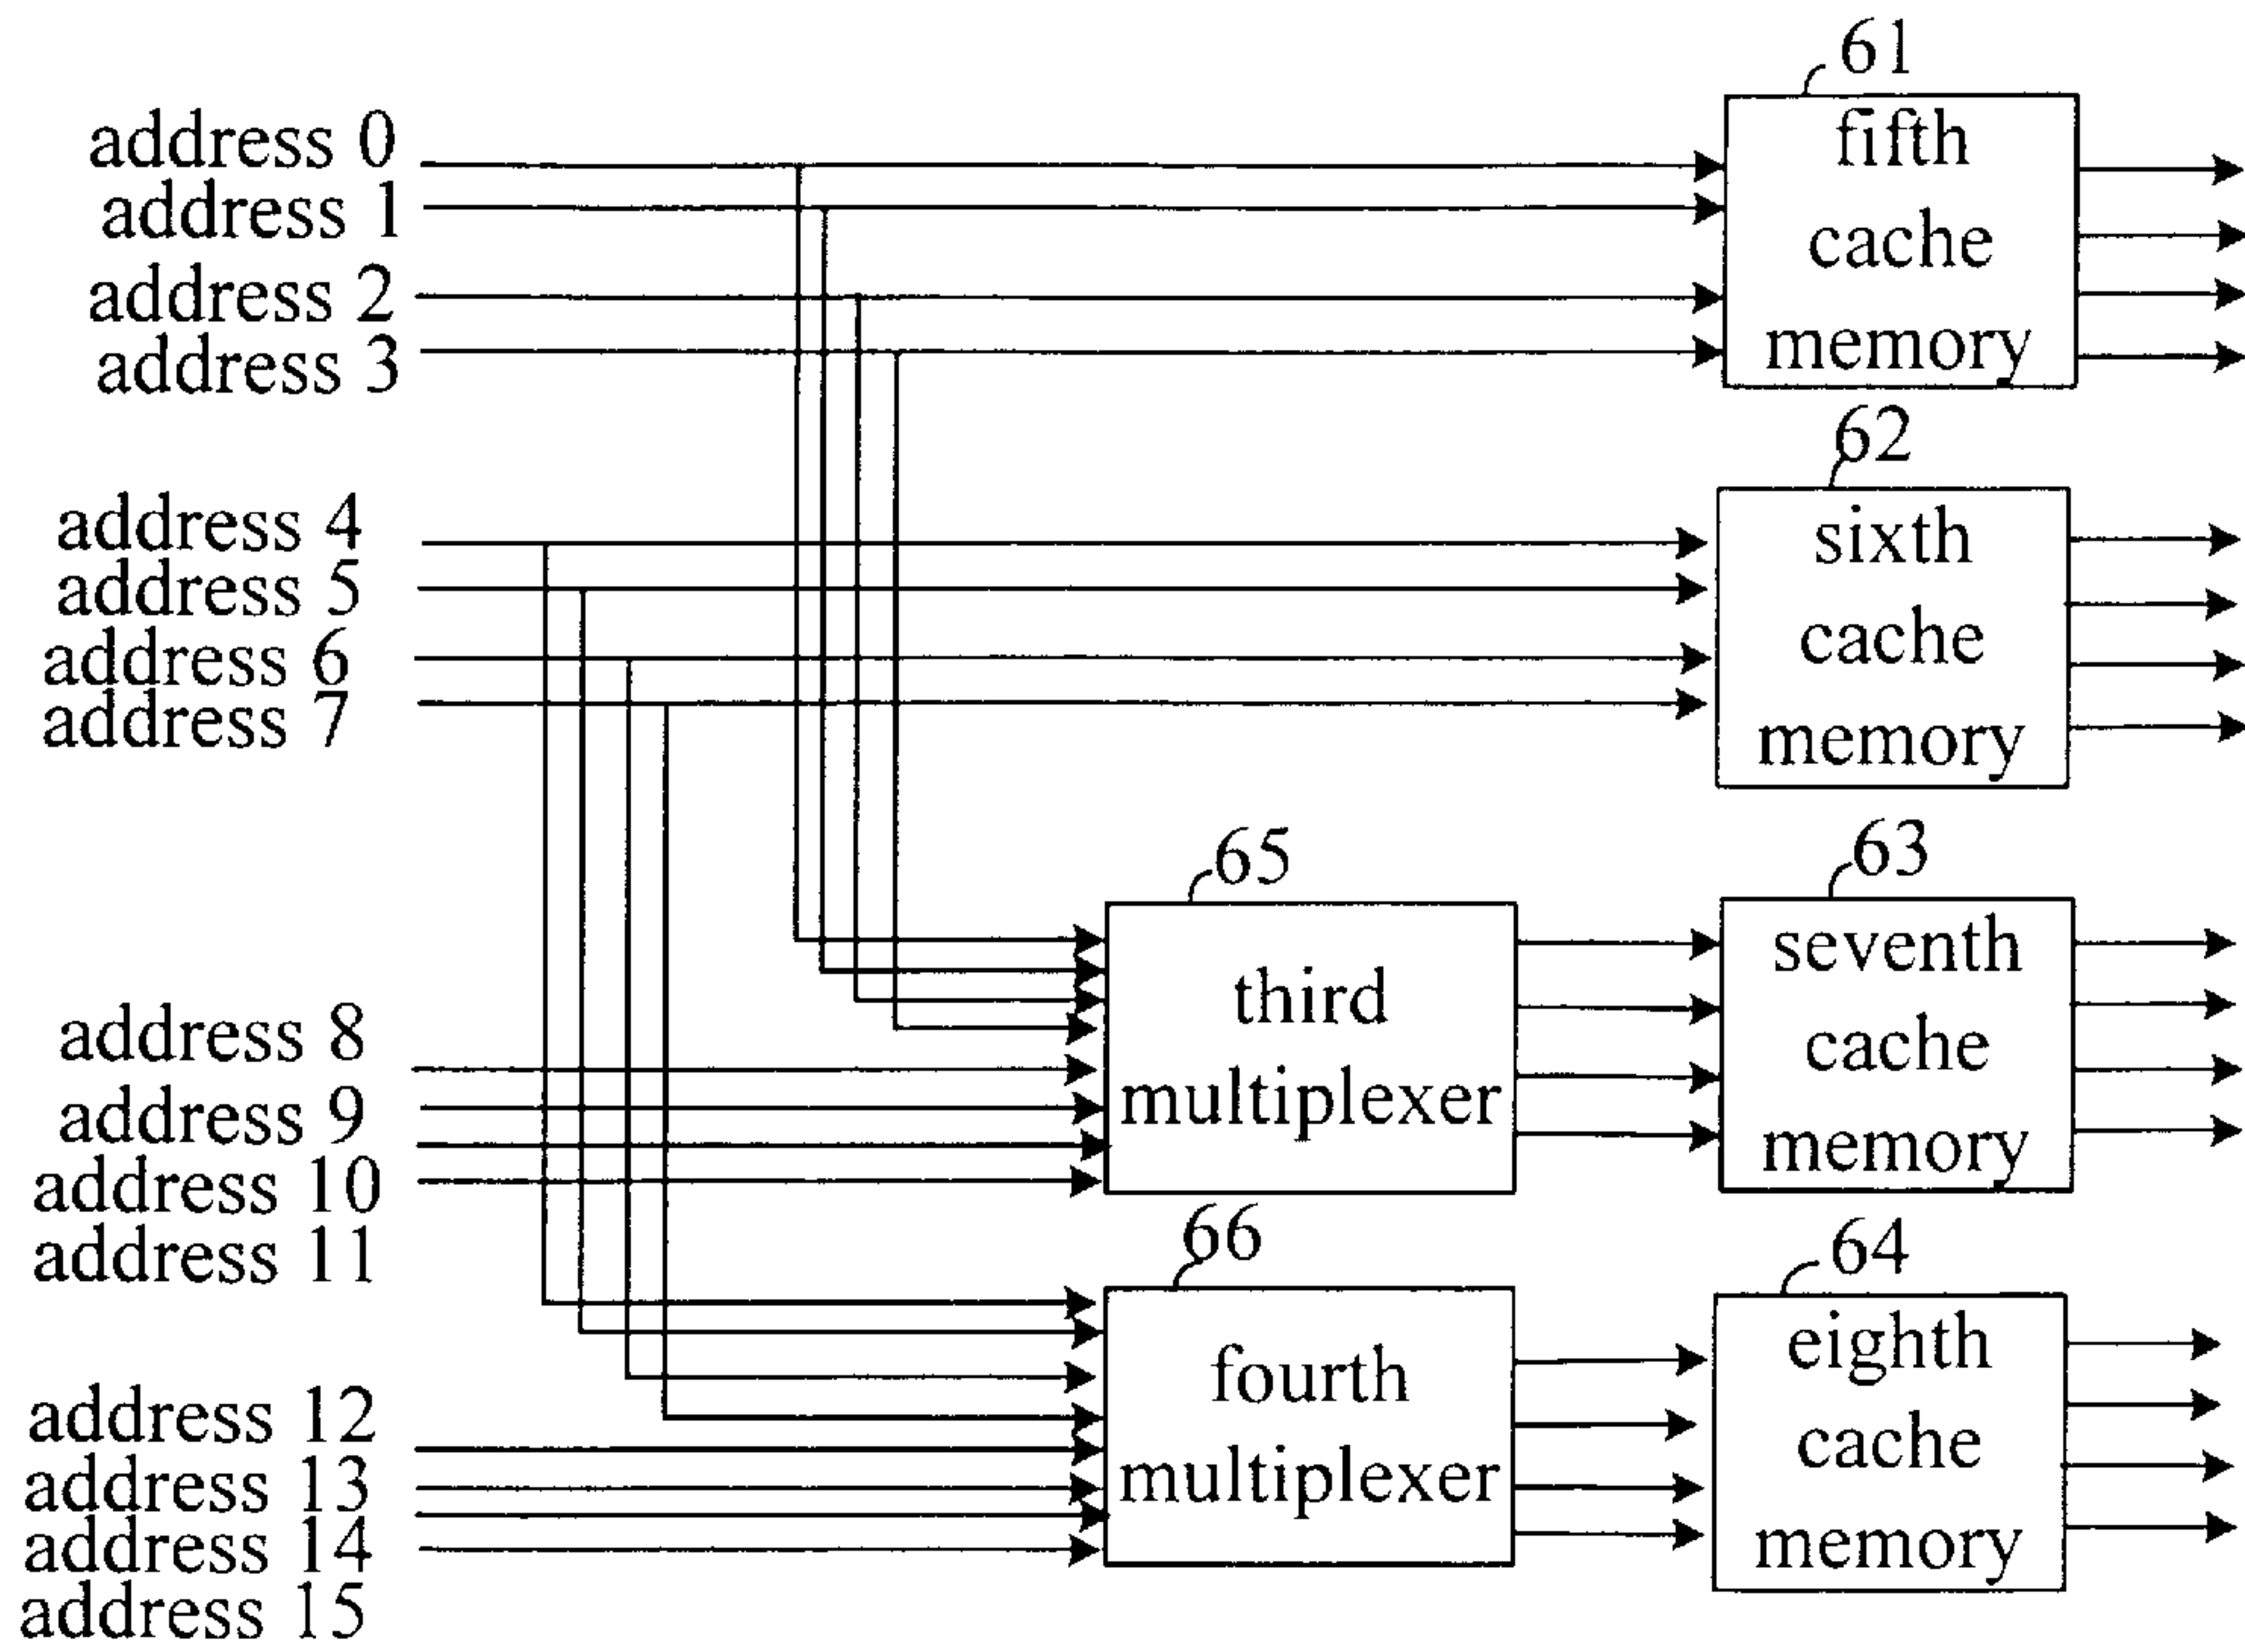 61
fifth
cache
memory
address 0
address 1
address 2
address 3
62
sixth
cache
memory
address 4
address 5
address 6
address 7
65
third
multiplexer
63
seventh
cache
memory
address 8
address 9
address 10
address 11
66
fourth
multiplexer
64
eighth
cache
memory
address 12
address 13
address 14
address 15